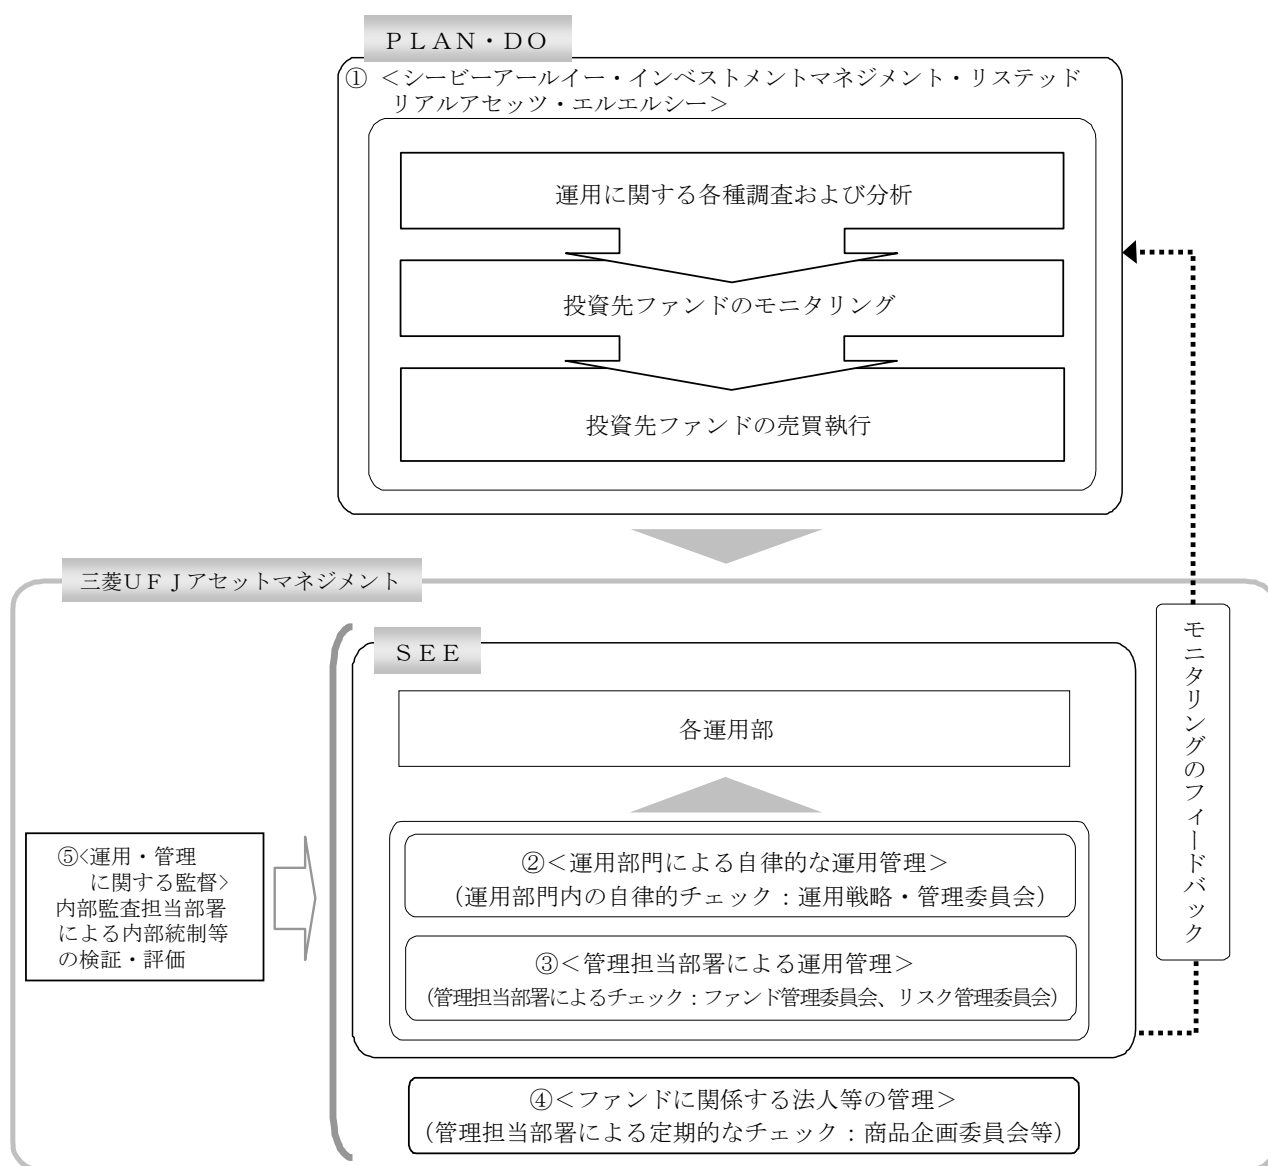 ＰＬＡＮ・ＤＯ
① ＜シービーアールイー・インベストメントマネジメント・リステッド
リアルアセッツ・エルエルシー＞
運用に関する各種調査および分析
投資先ファンドのモニタリング
投資先ファンドの売買執行
三菱ＵＦＪアセットマネジメント
ＳＥＥ
各運用部
②＜運用部門による自律的な運用管理＞
（運用部門内の自律的チェック：運用戦略・管理委員会）
③＜管理担当部署による運用管理＞
（管理担当部署によるチェック：ファンド管理委員会、リスク管理委員会）
④＜ファンドに関係する法人等の管理＞
（管理担当部署による定期的なチェック：商品企画委員会等）
⑤<運用・管理
に関する監督>
内部監査担当部署
による内部統制等
の検証・評価
モニタリングのフィードバック